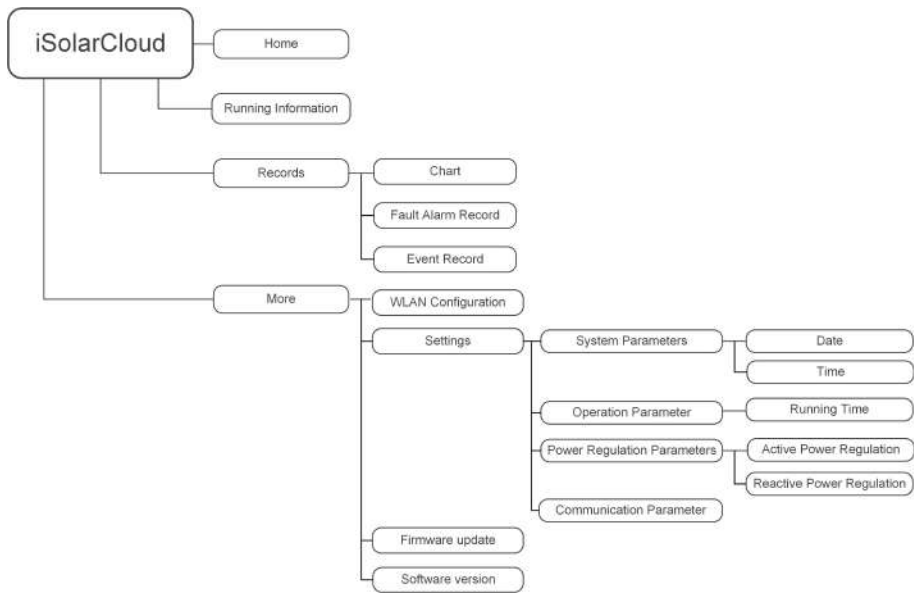 iSolarCloud
Home
Running Information
Records
Chart
Fault Alarm Record
Event Record
More
WLAN Configuration
Settings
System Parameters
Date
Time
Operation Parameter
Running Time
Power Regulation Parameters
Active Power Regulation
Reactive Power Regulation
Communication Parameter
Firmware update
Software version